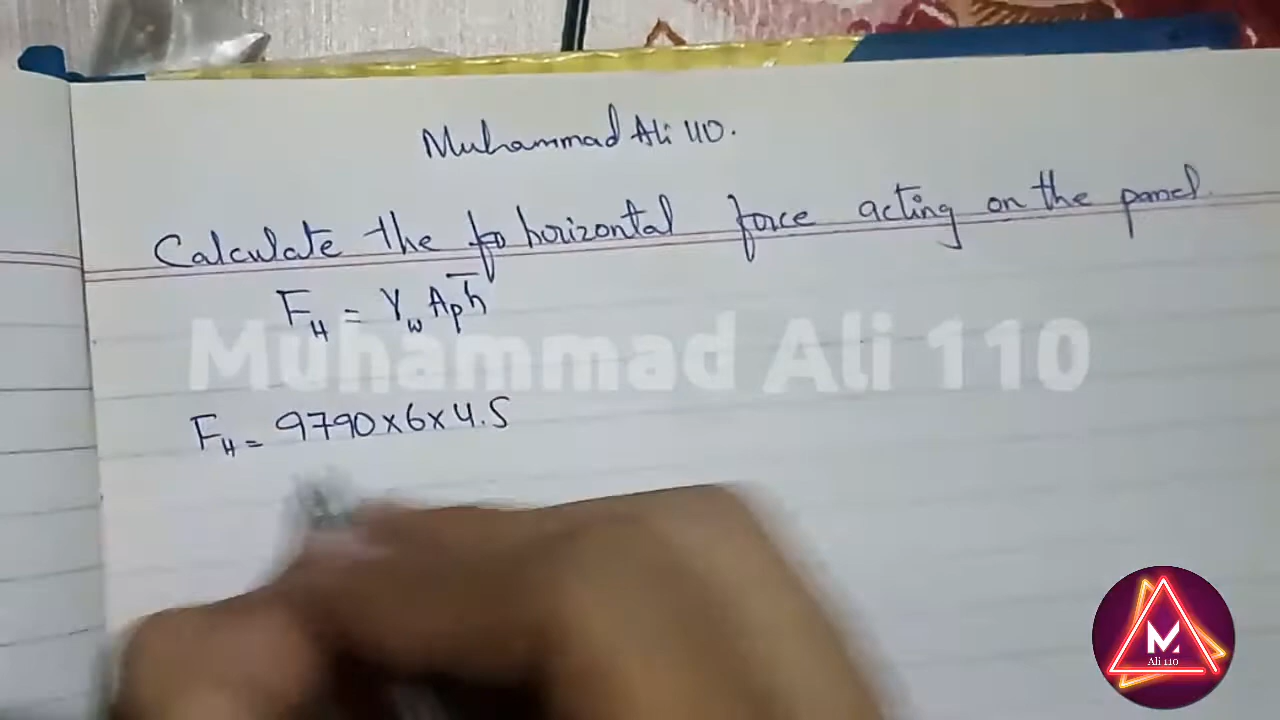 Muhammad Ali 110.
Calculate the fo horizontal force acting on the panel.
F_H = γ_w A_p h̄
Muhammad Ali 110
F_H = 9790×6×4.5
M
Ali 110